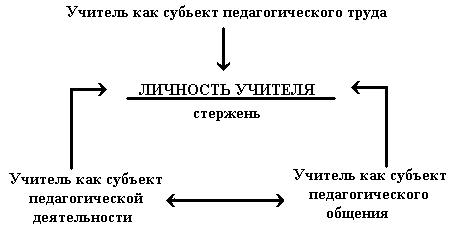 Учитель как субъект педагогического труда
ЛИЧНОСТЬ УЧИТЕЛЯ
стержень
Учитель как субъект
педагогической
деятельности
Учитель как субъект
педагогического
общения